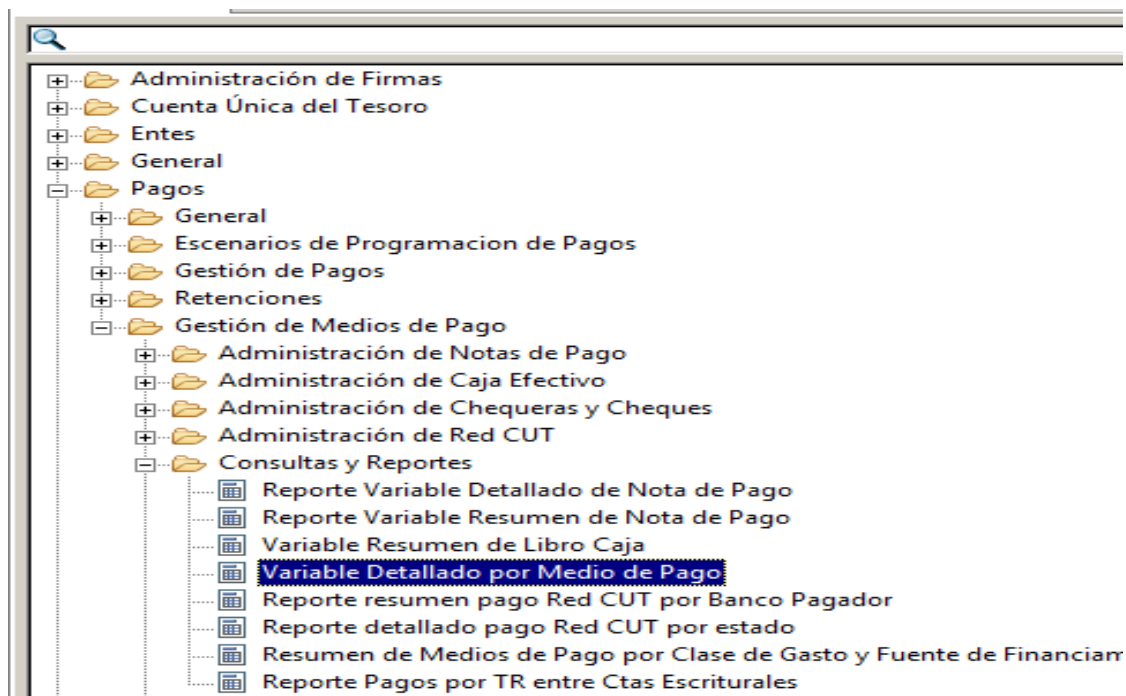 Administración de Firmas
Cuenta Única del Tesoro
Entes
General
Pagos
General
Escenarios de Programacion de Pagos
Gestión de Pagos
Retenciones
Gestión de Medios de Pago
Administración de Notas de Pago
Administración de Caja Efectivo
Administración de Chequeras y Cheques
Administración de Red CUT
Consultas y Reportes
Reporte Variable Detallado de Nota de Pago
Reporte Variable Resumen de Nota de Pago
Variable Resumen de Libro Caja
Variable Detallado por Medio de Pago
Reporte resumen pago Red CUT por Banco Pagador
Reporte detallado pago Red CUT por estado
Resumen de Medios de Pago por Clase de Gasto y Fuente de Financiam
Reporte Pagos por TR entre Ctas Escriturales